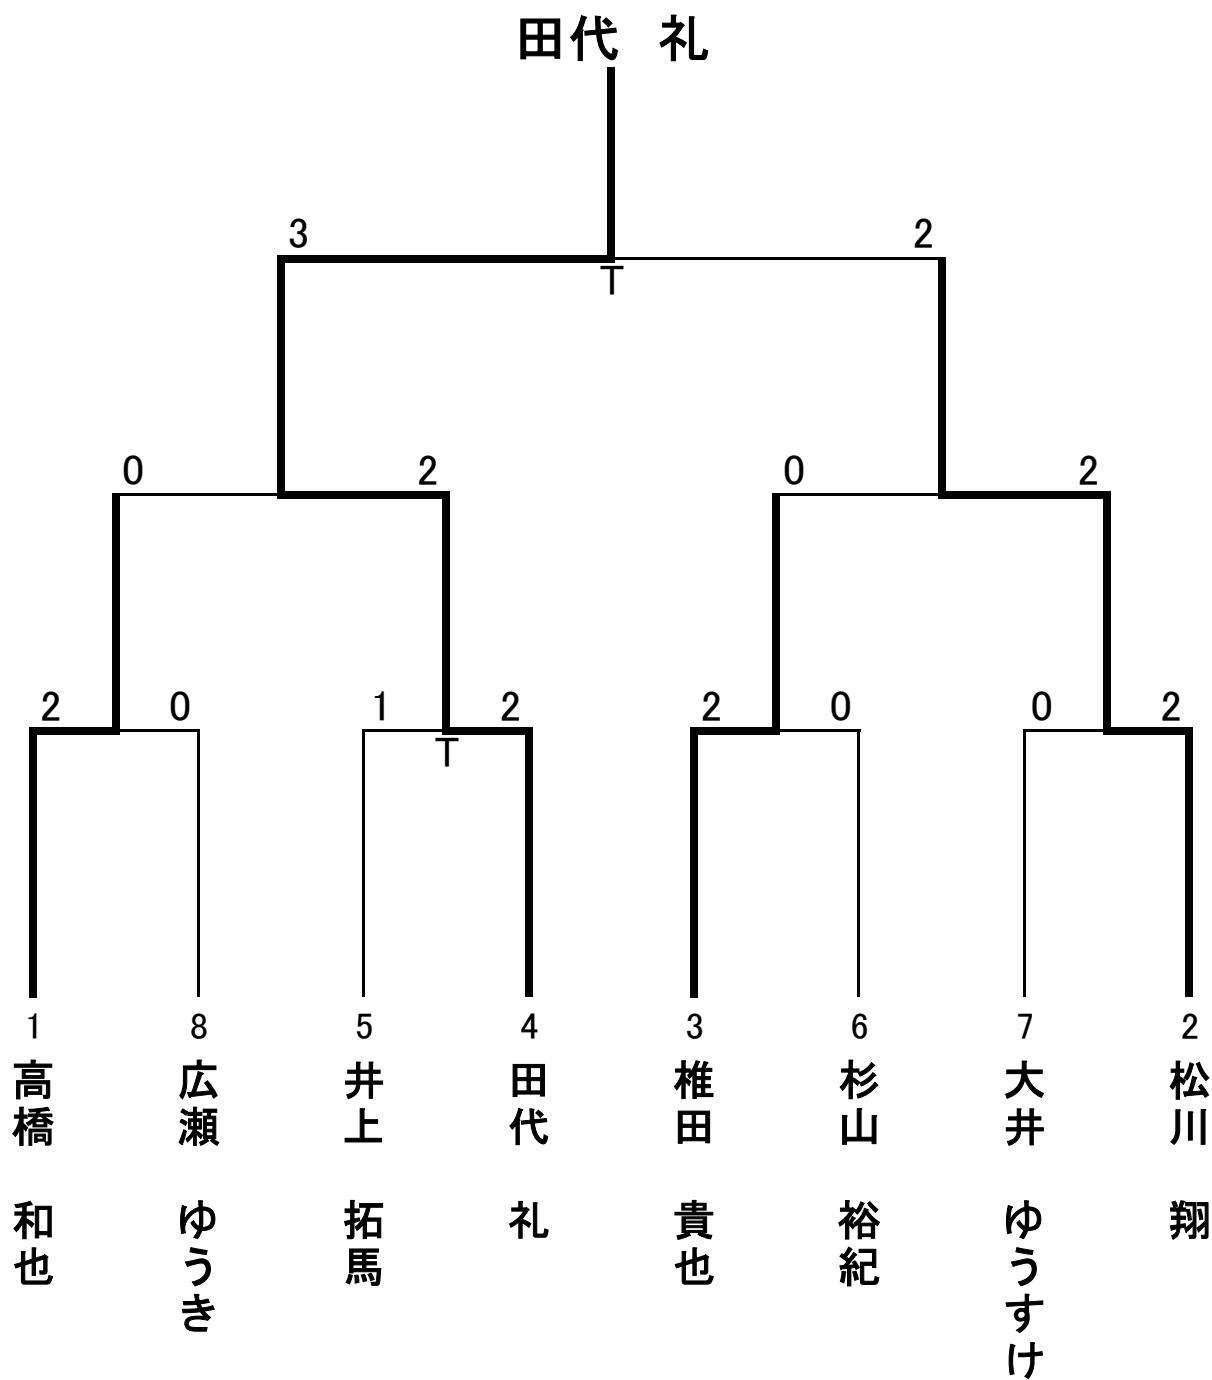 田代　礼
3 2
T
0 2 0 2
2 0 1 2 2 0 0 2
T
1 8 5 4 3 6 7 2
高橋　和也
広瀬　ゆうき
井上　拓馬
田代　礼
椎田　貴也
杉山　裕紀
大井　ゆうすけ
松川　翔